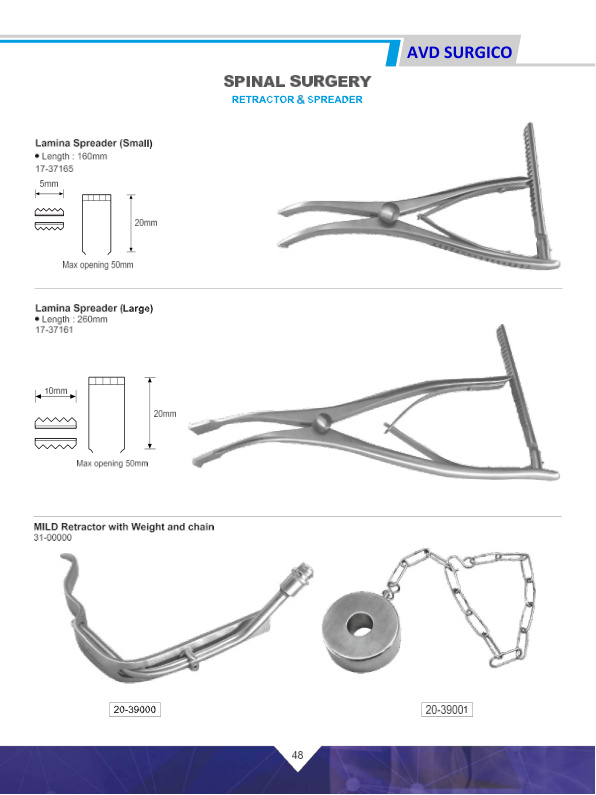 AVD SURGICO
SPINAL SURGERY
RETRACTOR & SPREADER
Lamina Spreader (Small)
• Length : 160mm
17-37165
5mm
20mm
Max opening 50mm
Lamina Spreader (Large)
• Length : 260mm
17-37161
10mm
20mm
Max opening 50mm
MILD Retractor with Weight and chain
31-00000
20-39000
20-39001
48